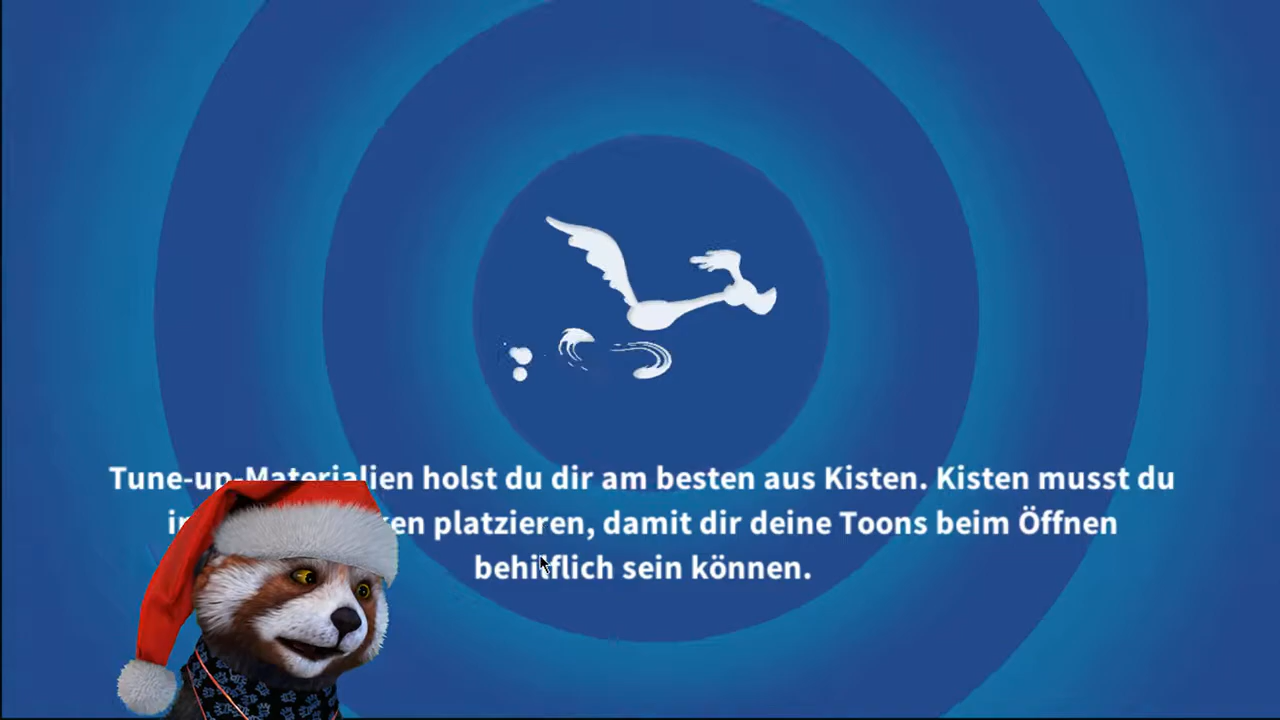 Tune-up-Materialien holst du dir am besten aus Kisten. Kisten musst du
platzieren, damit dir deine Toons beim Öffnen
behilflich sein können.